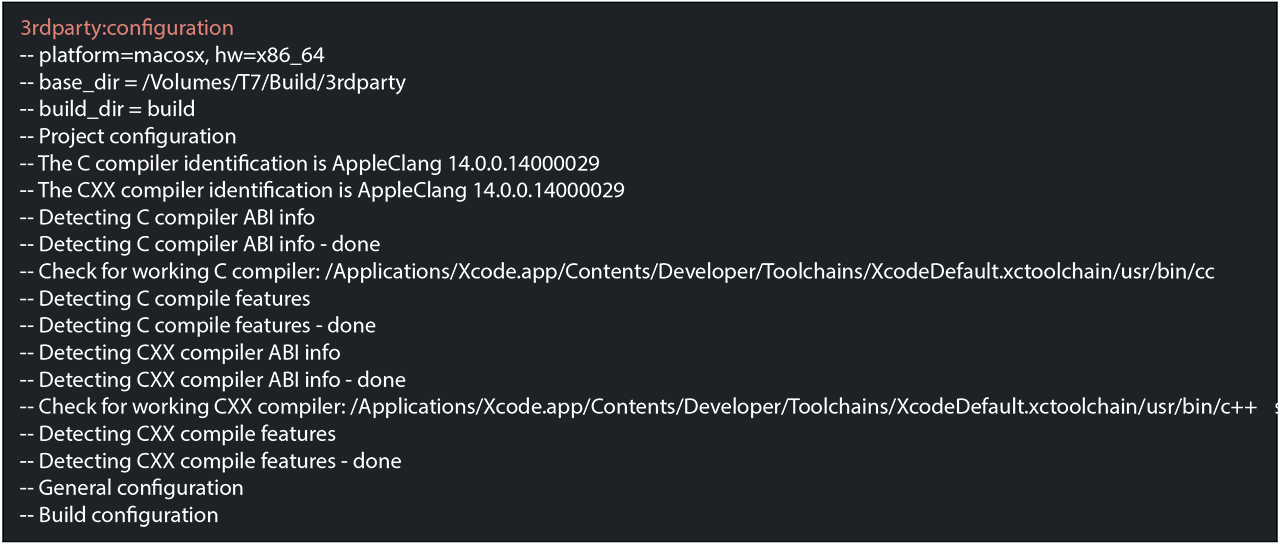 3rdparty:configuration
-- platform=macosx, hw=x86_64
-- base_dir = /Volumes/T7/Build/3rdparty
-- build_dir = build
-- Project configuration
-- The C compiler identification is AppleClang 14.0.0.14000029
-- The CXX compiler identification is AppleClang 14.0.0.14000029
-- Detecting C compiler ABI info
-- Detecting C compiler ABI info - done
-- Check for working C compiler: /Applications/Xcode.app/Contents/Developer/Toolchains/XcodeDefault.xctoolchain/usr/bin/cc
-- Detecting C compile features
-- Detecting C compile features - done
-- Detecting CXX compiler ABI info
-- Detecting CXX compiler ABI info - done
-- Check for working CXX compiler: /Applications/Xcode.app/Contents/Developer/Toolchains/XcodeDefault.xctoolchain/usr/bin/c++
-- Detecting CXX compile features
-- Detecting CXX compile features - done
-- General configuration
-- Build configuration